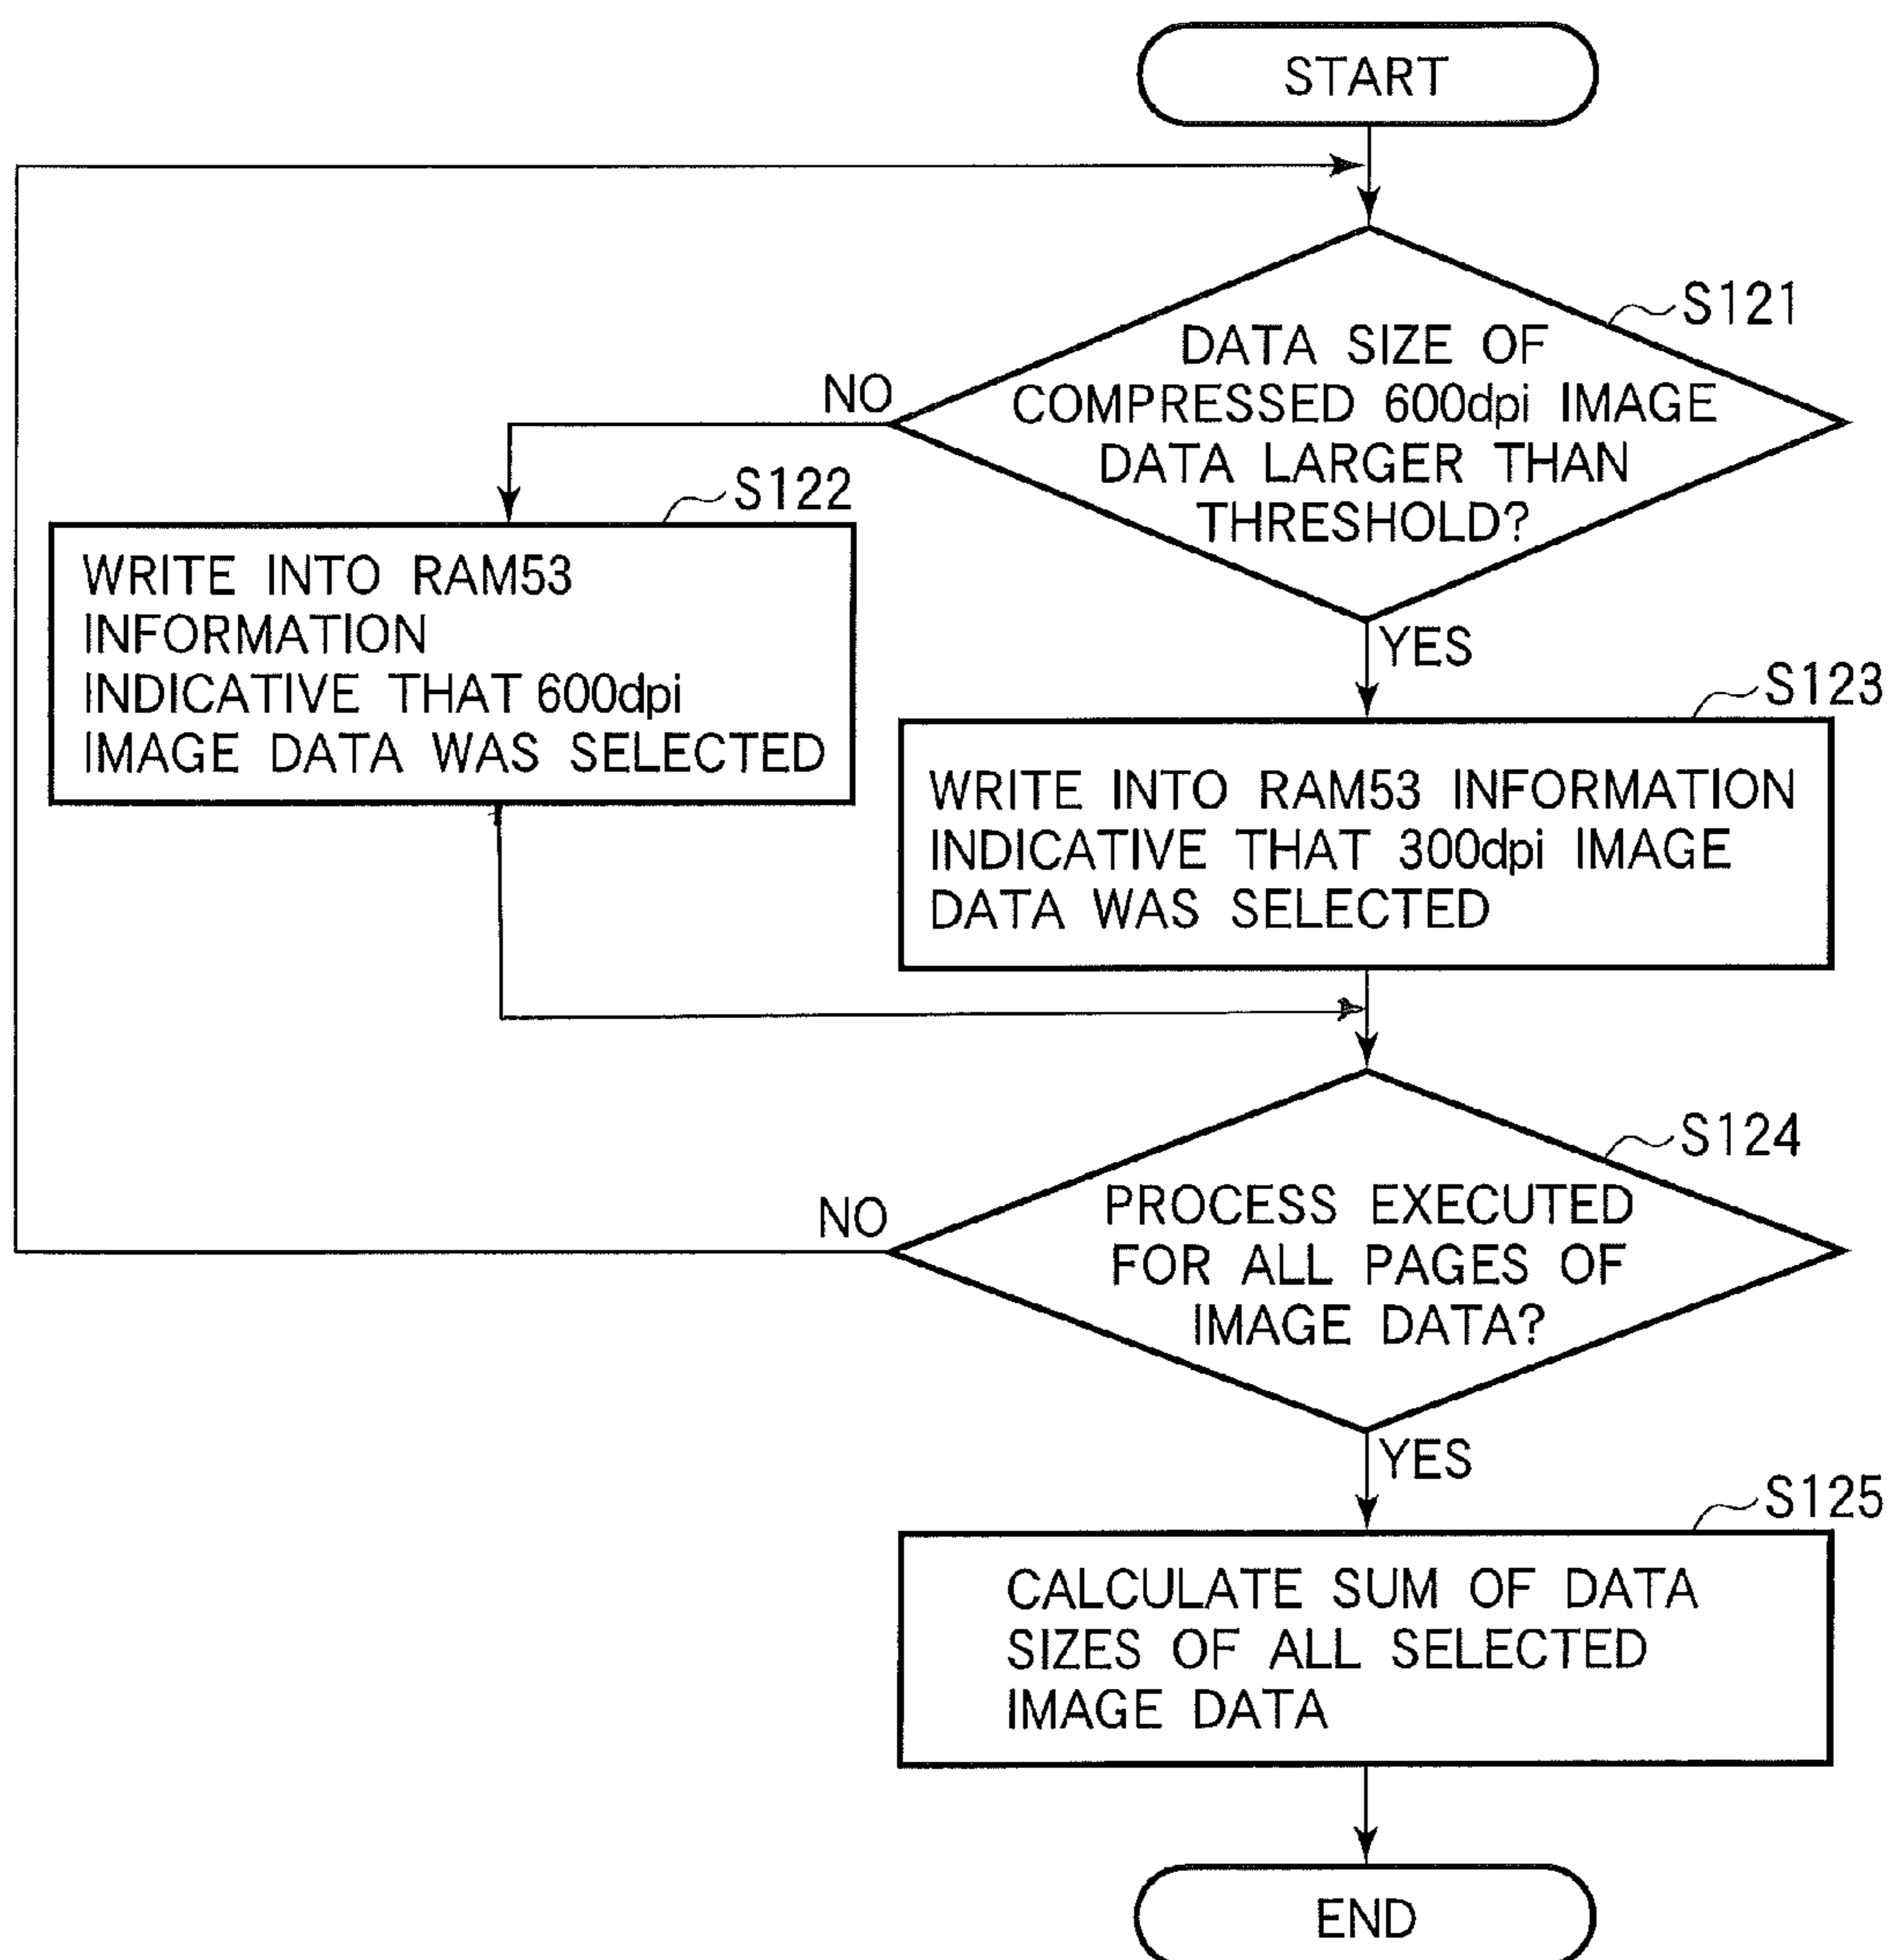 START
S121
DATA SIZE OF
COMPRESSED 600dpi IMAGE
DATA LARGER THAN
THRESHOLD?
NO
YES
S122
WRITE INTO RAM53
INFORMATION
INDICATIVE THAT 600dpi
IMAGE DATA WAS SELECTED
S123
WRITE INTO RAM53 INFORMATION
INDICATIVE THAT 300dpi IMAGE
DATA WAS SELECTED
S124
PROCESS EXECUTED
FOR ALL PAGES OF
IMAGE DATA?
NO
YES
S125
CALCULATE SUM OF DATA
SIZES OF ALL SELECTED
IMAGE DATA
END